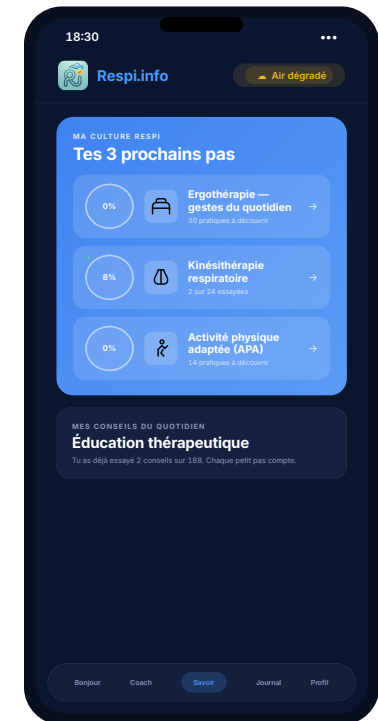 18:30
Respi.info
Air dégradé
MA CULTURE RESPI
Tes 3 prochains pas
0%
Ergothérapie —
gestes du quotidien
30 pratiques à découvrir
→
8%
Kinésithérapie
respiratoire
2 sur 24 essayées
→
0%
Activité physique
adaptée (APA)
14 pratiques à découvrir
→
MES CONSEILS DU QUOTIDIEN
Éducation thérapeutique
Tu as déjà essayé 2 conseils sur 188. Chaque petit pas compte.
Bonjour Coach Savoir Journal Profil